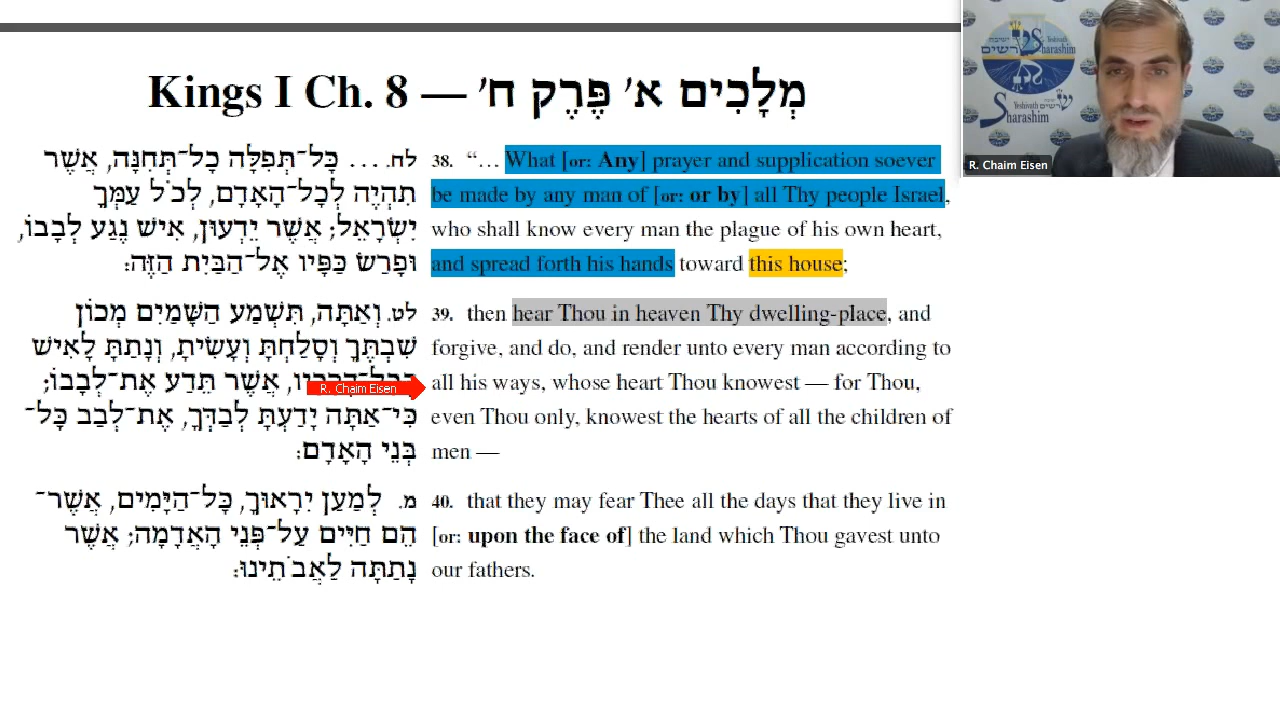 Kings I Ch. 8 — מְלָכִים א׳ פֶּרֶק ח׳
לח. ... כׇּל־תְּפִלָּה כׇל־תְּחִנָּה, אֲשֶׁר
תִהְיֶה לְכׇל־הָאָדָם, לְכֹל עַמְּךָ
יִשְׂרָאֵל; אֲשֶׁר יֵדְעוּן, אִישׁ נֶגַע לְבָבוֹ,
וּפָרַשׂ כַּפָּיו אֶל־הַבַּיִת הַזֶּה:
לט. וְאַתָּה, תִּשְׁמַע הַשָּׁמַיִם מְכוֹן
שִׁבְתֶּךָ וְסָלַחְתָּ וְעָשִׂיתָ, וְנָתַתָּ לָאִישׁ
אֲשֶׁר תֵּדַע אֶת־לְבָבוֹ;
כִּי־אַתָּה יָדַעְתָּ לְבַדְּךָ, אֶת־לְבַב כׇּל־
בְּנֵי הָאָדָם:
מ. לְמַעַן יִרָאוּךָ, כׇּל־הַיָּמִים, אֲשֶׁר־
הֵם חַיִּים עַל־פְּנֵי הָאֲדָמָה; אֲשֶׁר
נָתַתָּה לַאֲבֹתֵינוּ:
38. “... What [or: Any] prayer and supplication soever
be made by any man of [or: or by] all Thy people Israel,
who shall know every man the plague of his own heart,
and spread forth his hands toward this house;
39. then hear Thou in heaven Thy dwelling-place, and
forgive, and do, and render unto every man according to
all his ways, whose heart Thou knowest — for Thou,
even Thou only, knowest the hearts of all the children of
men —
40. that they may fear Thee all the days that they live in
[or: upon the face of] the land which Thou gavest unto
our fathers.
R. Chaim Eisen
R. Chaim Eisen
Yeshivath
Sharashim
Yeshivath
Sharashim